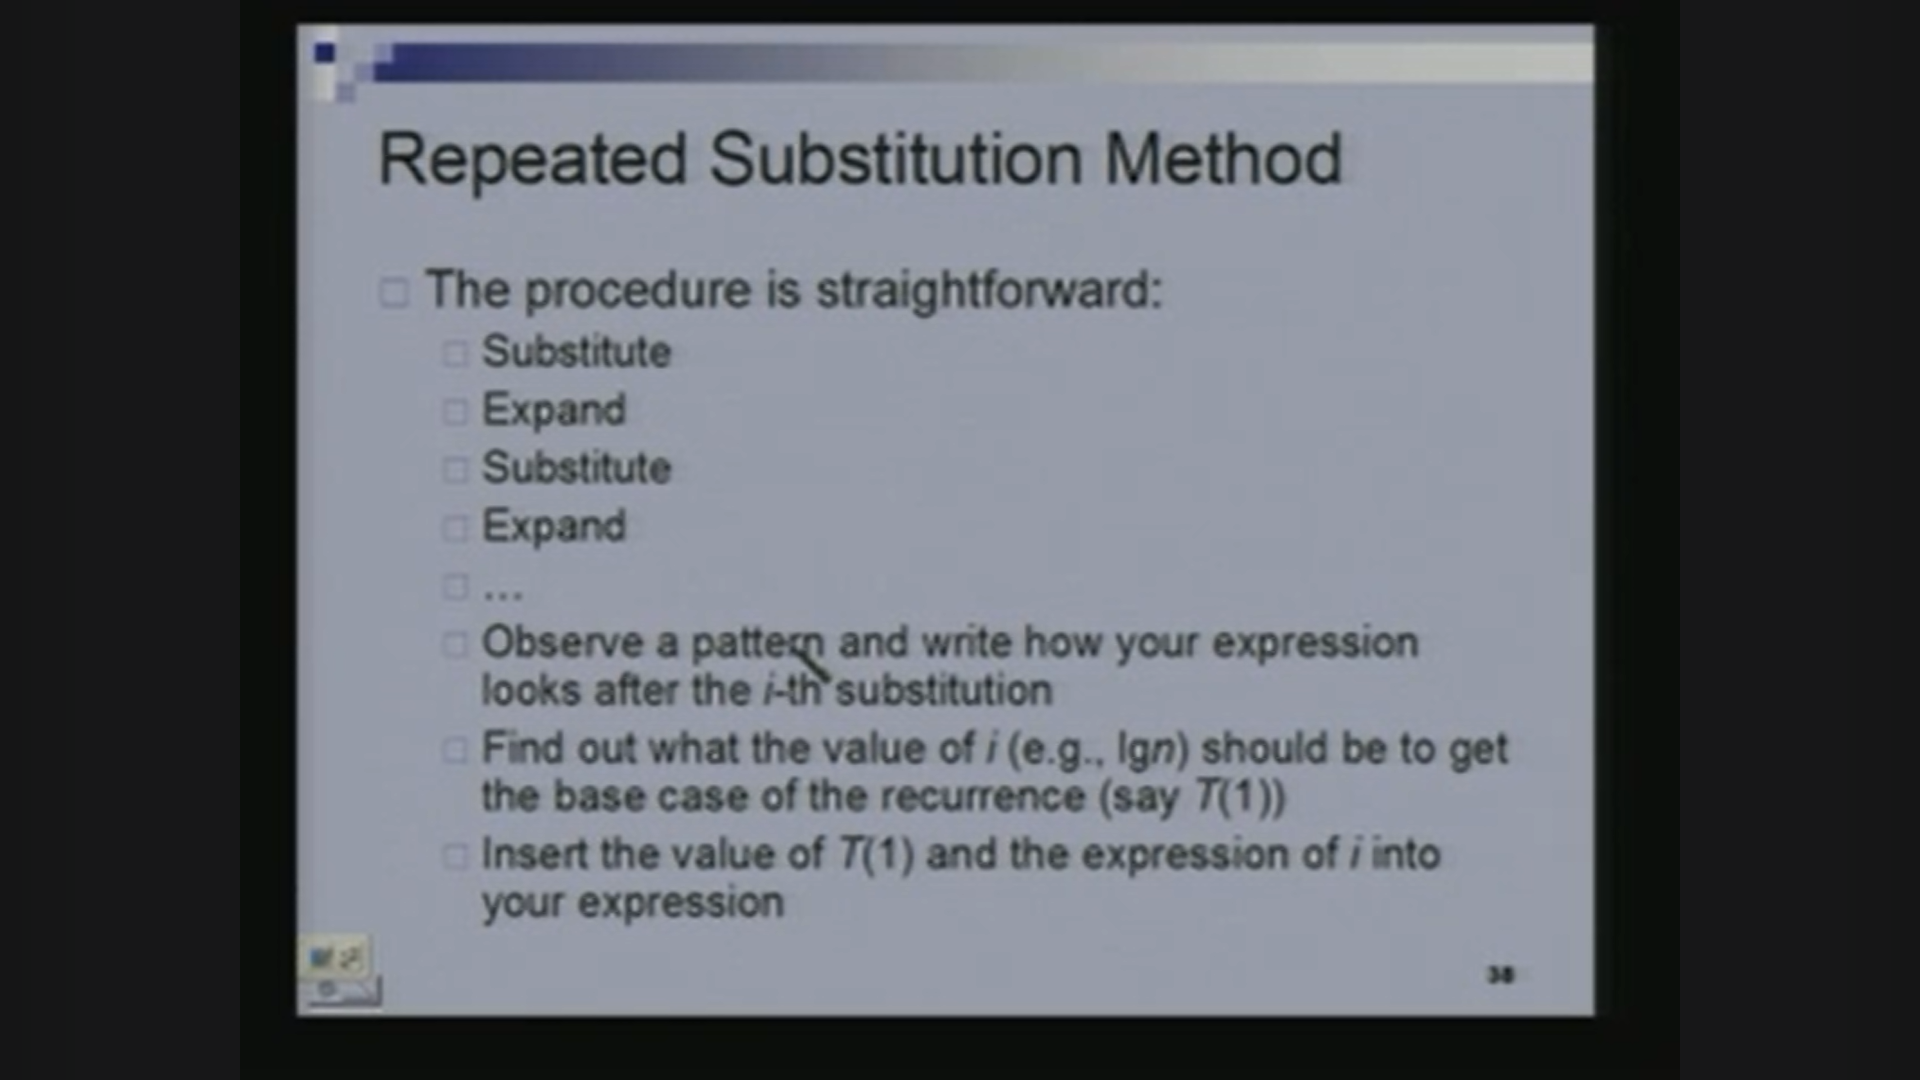 Repeated Substitution Method
The procedure is straightforward:
Substitute
Expand
Substitute
Expand
...
Observe a pattern and write how your expression
looks after the i-th substitution
Find out what the value of i (e.g., lgn) should be to get
the base case of the recurrence (say T(1))
Insert the value of T(1) and the expression of i into
your expression
38